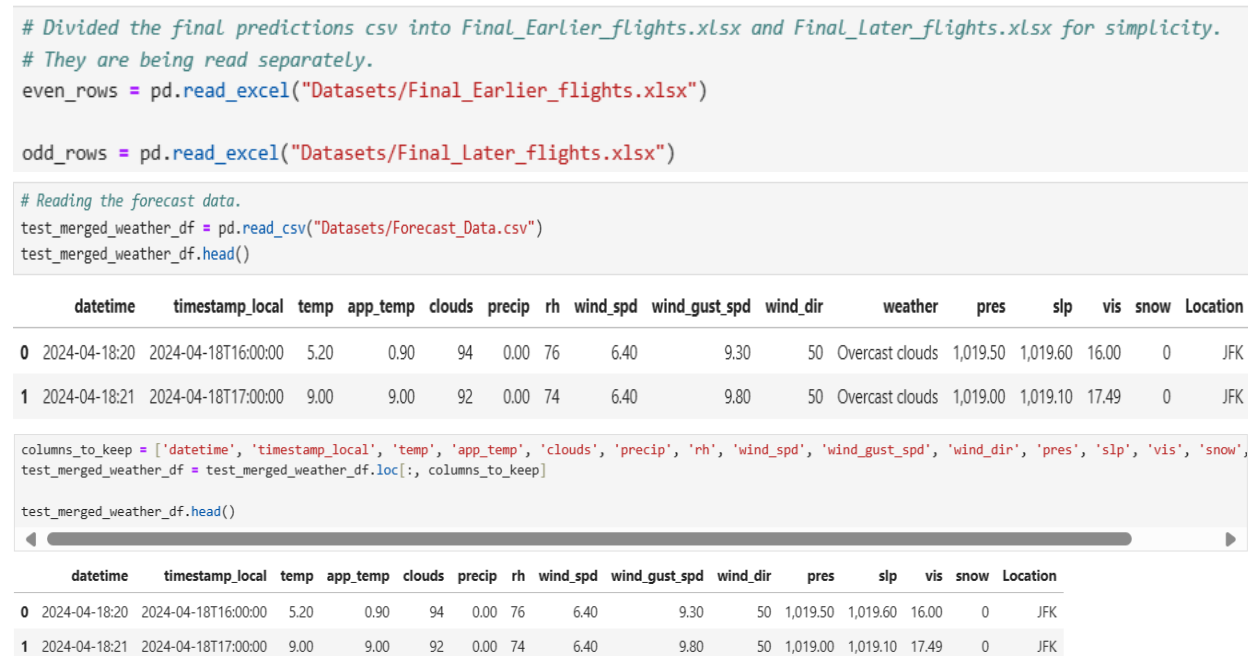 # Divided the final predictions csv into Final_Earlier_flights.xlsx and Final_Later_flights.xlsx for simplicity.
# They are being read separately.
even_rows = pd.read_excel("Datasets/Final_Earlier_flights.xlsx")
odd_rows = pd.read_excel("Datasets/Final_Later_flights.xlsx")
# Reading the forecast data.
test_merged_weather_df = pd.read_csv("Datasets/Forecast_Data.csv")
test_merged_weather_df.head()
datetime timestamp_local temp app_temp clouds precip rh wind_spd wind_gust_spd wind_dir weather pres slp vis snow Location
0 2024-04-18:20 2024-04-18T16:00:00 5.20 0.90 94 0.00 76 6.40 9.30 50 Overcast clouds 1,019.50 1,019.60 16.00 0 JFK
1 2024-04-18:21 2024-04-18T17:00:00 9.00 9.00 92 0.00 74 6.40 9.80 50 Overcast clouds 1,019.00 1,019.10 17.49 0 JFK
columns_to_keep = ['datetime', 'timestamp_local', 'temp', 'app_temp', 'clouds', 'precip', 'rh', 'wind_spd', 'wind_gust_spd', 'wind_dir', 'pres', 'slp', 'vis', 'snow',
test_merged_weather_df = test_merged_weather_df.loc[:, columns_to_keep]
test_merged_weather_df.head()
datetime timestamp_local temp app_temp clouds precip rh wind_spd wind_gust_spd wind_dir pres slp vis snow Location
0 2024-04-18:20 2024-04-18T16:00:00 5.20 0.90 94 0.00 76 6.40 9.30 50 1,019.50 1,019.60 16.00 0 JFK
1 2024-04-18:21 2024-04-18T17:00:00 9.00 9.00 92 0.00 74 6.40 9.80 50 1,019.00 1,019.10 17.49 0 JFK